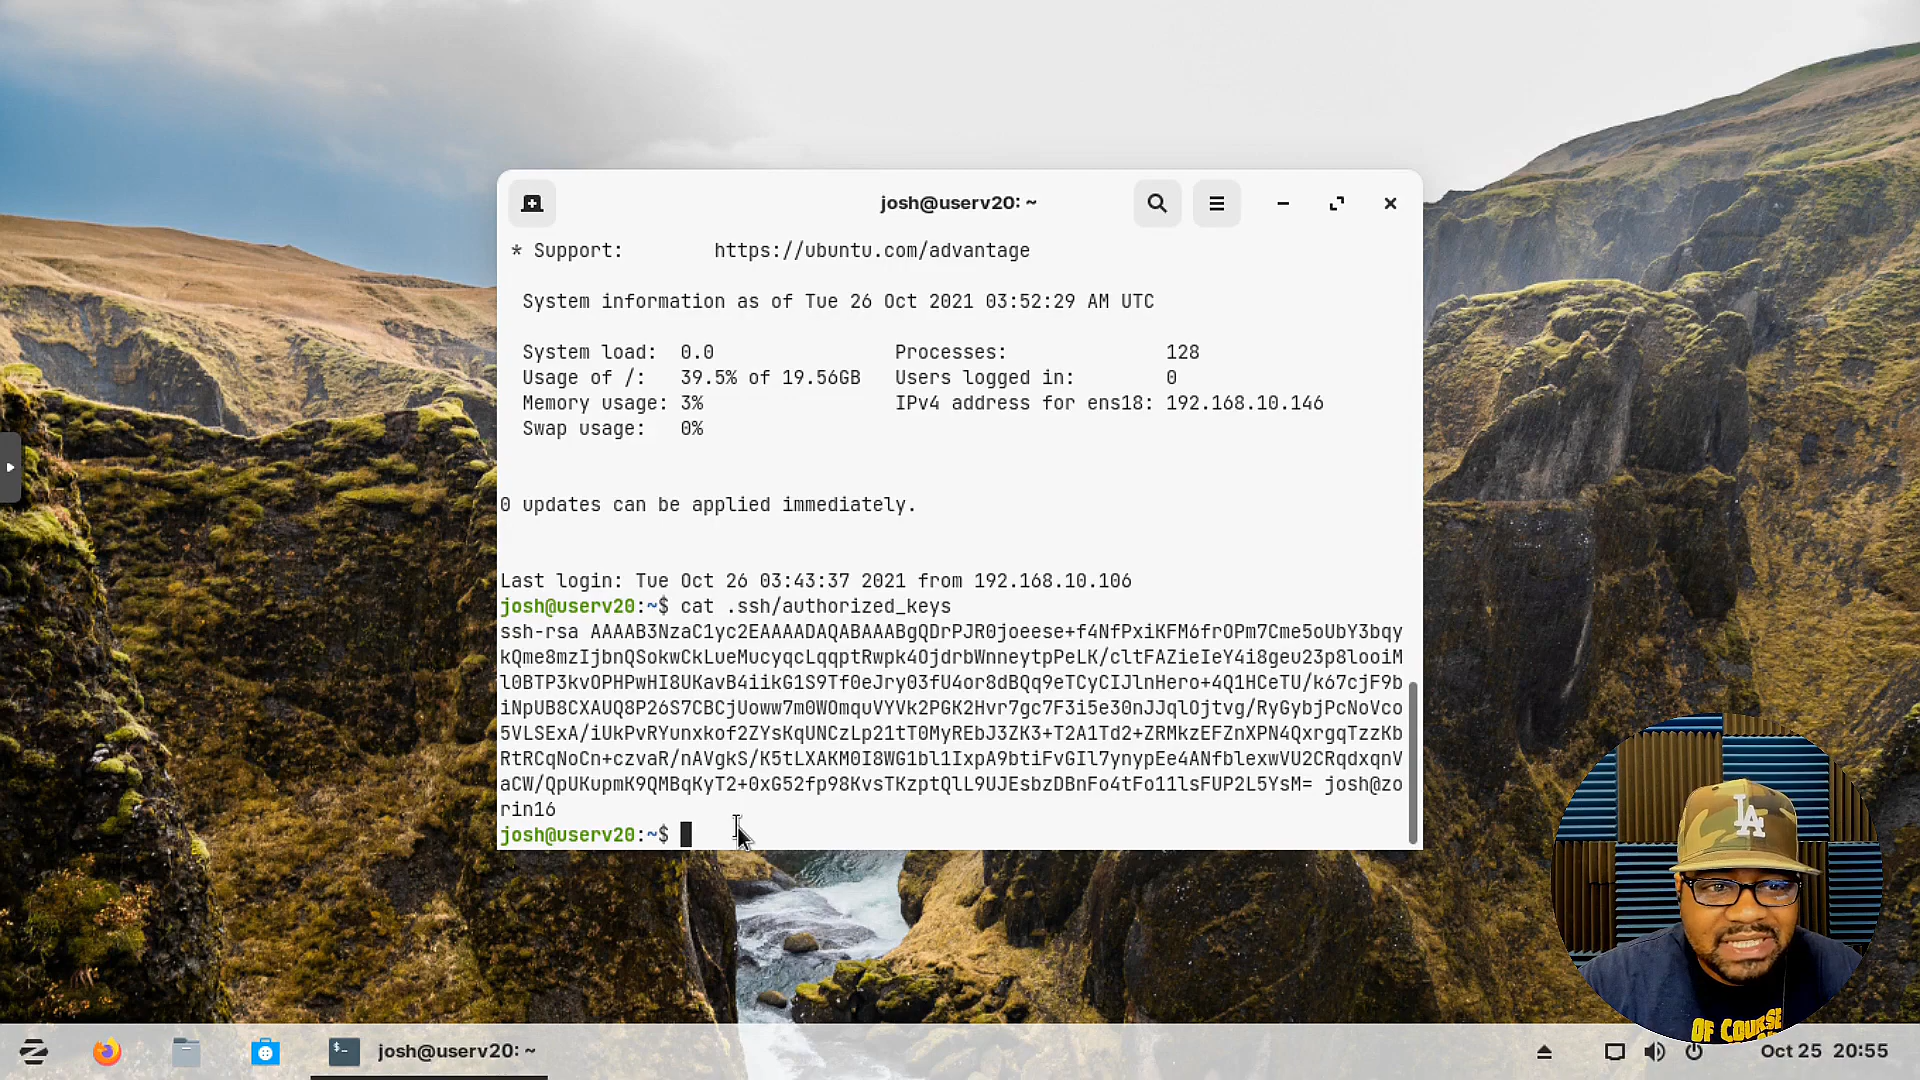 josh@userv20: ~
* Support: https://ubuntu.com/advantage
System information as of Tue 26 Oct 2021 03:52:29 AM UTC
System load: 0.0 Processes: 128
Usage of /: 39.5% of 19.56GB Users logged in: 0
Memory usage: 3% IPv4 address for ens18: 192.168.10.146
Swap usage: 0%
0 updates can be applied immediately.
Last login: Tue Oct 26 03:43:37 2021 from 192.168.10.106
josh@userv20:~$ cat .ssh/authorized_keys
ssh-rsa AAAAB3NzaC1yc2EAAAADAQABAAABgQDrPJR0joeese+f4NfPxiKFM6frOPm7Cme5oUbY3bqy
kQme8mzIjbnQSokwCkLueMucyqcLqqptRwpk4OjdrbWnneytpPeLK/cltFAZieIeY4i8geu23p8looiM
l0BTP3kvOPHPwHI8UKavB4iikG1S9Tf0eJry03fU4or8dBQq9eTCyCIJlnHero+4Q1HCeTU/k67cjF9b
iNpUB8CXAUQ8P26S7CBCjUoww7m0WOmquVYVk2PGK2Hvr7gc7F3i5e30nJJqlOjtvg/RyGybjPcNoVco
5VLSExA/iUkPvRYunxkof2ZYsKqUNCzLp21tT0MyREbJ3ZK3+T2A1Td2+ZRMkzEFZnXPN4QxrgqTzzKb
RtRCqNoCn+czvaR/nAVgkS/K5tLXAKM0I8WG1bl1IxpA9btiFvGIl7ynypEe4ANfblexwVU2CRqdxqnV
aCW/QpUKupmK9QMBqKyT2+0xG52fp98KvsTKzptQlL9UJEsbzDBnFo4tFo11lsFUP2L5YsM= josh@zo
rin16
josh@userv20:~$
LA
OF COURSE
josh@userv20: ~
Oct 25 20:55